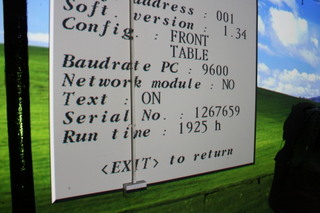 address : 001
Soft. version : 1.34
Config. : FRONT
TABLE
Baudrate PC : 9600
Network module : NO
Text : ON
Serial No. : 1267659
Run time : 1925 h
<EXIT> to return